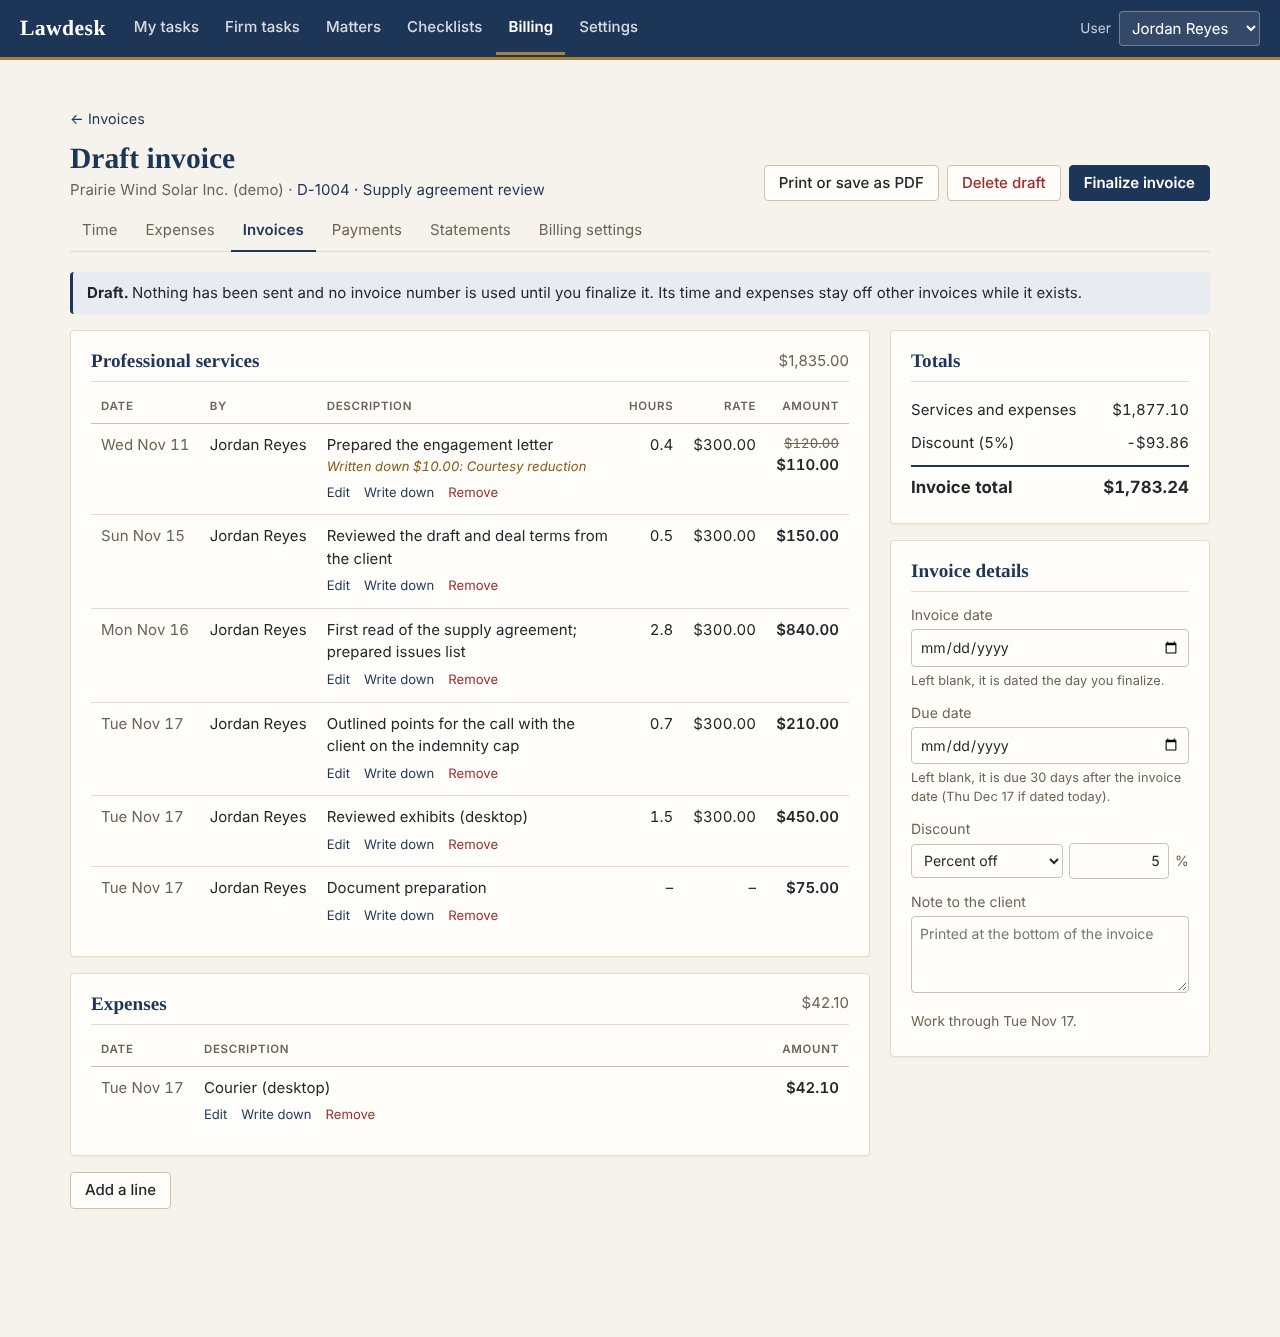 Lawdesk My tasks Firm tasks Matters Checklists Billing Settings User Jordan Reyes
← Invoices
Draft invoice
Prairie Wind Solar Inc. (demo) · D-1004 · Supply agreement review
Print or save as PDF Delete draft Finalize invoice
Time Expenses Invoices Payments Statements Billing settings
Draft. Nothing has been sent and no invoice number is used until you finalize it. Its time and expenses stay off other invoices while it exists.
Professional services $1,835.00
DATE BY DESCRIPTION HOURS RATE AMOUNT
Wed Nov 11 Jordan Reyes Prepared the engagement letter 0.4 $300.00 $120.00
Written down $10.00: Courtesy reduction $110.00
Edit Write down Remove
Sun Nov 15 Jordan Reyes Reviewed the draft and deal terms from 0.5 $300.00 $150.00
the client
Edit Write down Remove
Mon Nov 16 Jordan Reyes First read of the supply agreement; 2.8 $300.00 $840.00
prepared issues list
Edit Write down Remove
Tue Nov 17 Jordan Reyes Outlined points for the call with the 0.7 $300.00 $210.00
client on the indemnity cap
Edit Write down Remove
Tue Nov 17 Jordan Reyes Reviewed exhibits (desktop) 1.5 $300.00 $450.00
Edit Write down Remove
Tue Nov 17 Jordan Reyes Document preparation – – $75.00
Edit Write down Remove
Expenses $42.10
DATE DESCRIPTION AMOUNT
Tue Nov 17 Courier (desktop) $42.10
Edit Write down Remove
Add a line
Totals
Services and expenses $1,877.10
Discount (5%) -$93.86
Invoice total $1,783.24
Invoice details
Invoice date
mm/dd/yyyy
Left blank, it is dated the day you finalize.
Due date
mm/dd/yyyy
Left blank, it is due 30 days after the invoice
date (Thu Dec 17 if dated today).
Discount
Percent off 5 %
Note to the client
Printed at the bottom of the invoice
Work through Tue Nov 17.